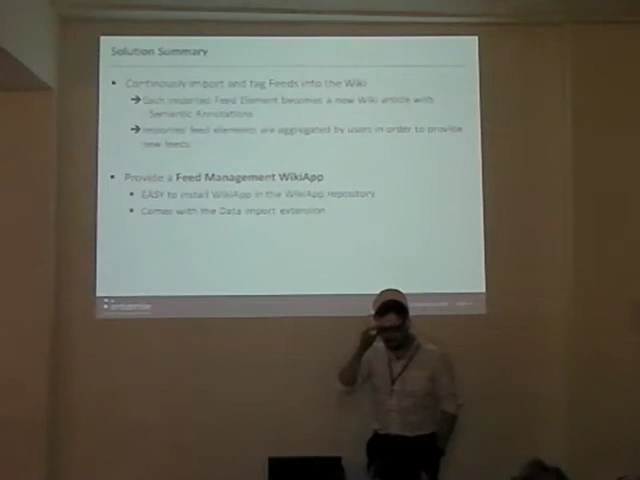 Solution Summary
• Continously import and tag Feeds into the Wiki
→ Each imported Feed Element becomes a new Wiki article with
Semantic Annotations
→ Imported feed elements are aggregated by users in order to provide
new feeds
• Provide a Feed Management WikiApp
• EASY to install WikiApp in the WikiApp repository
• Comes with the Data import extension